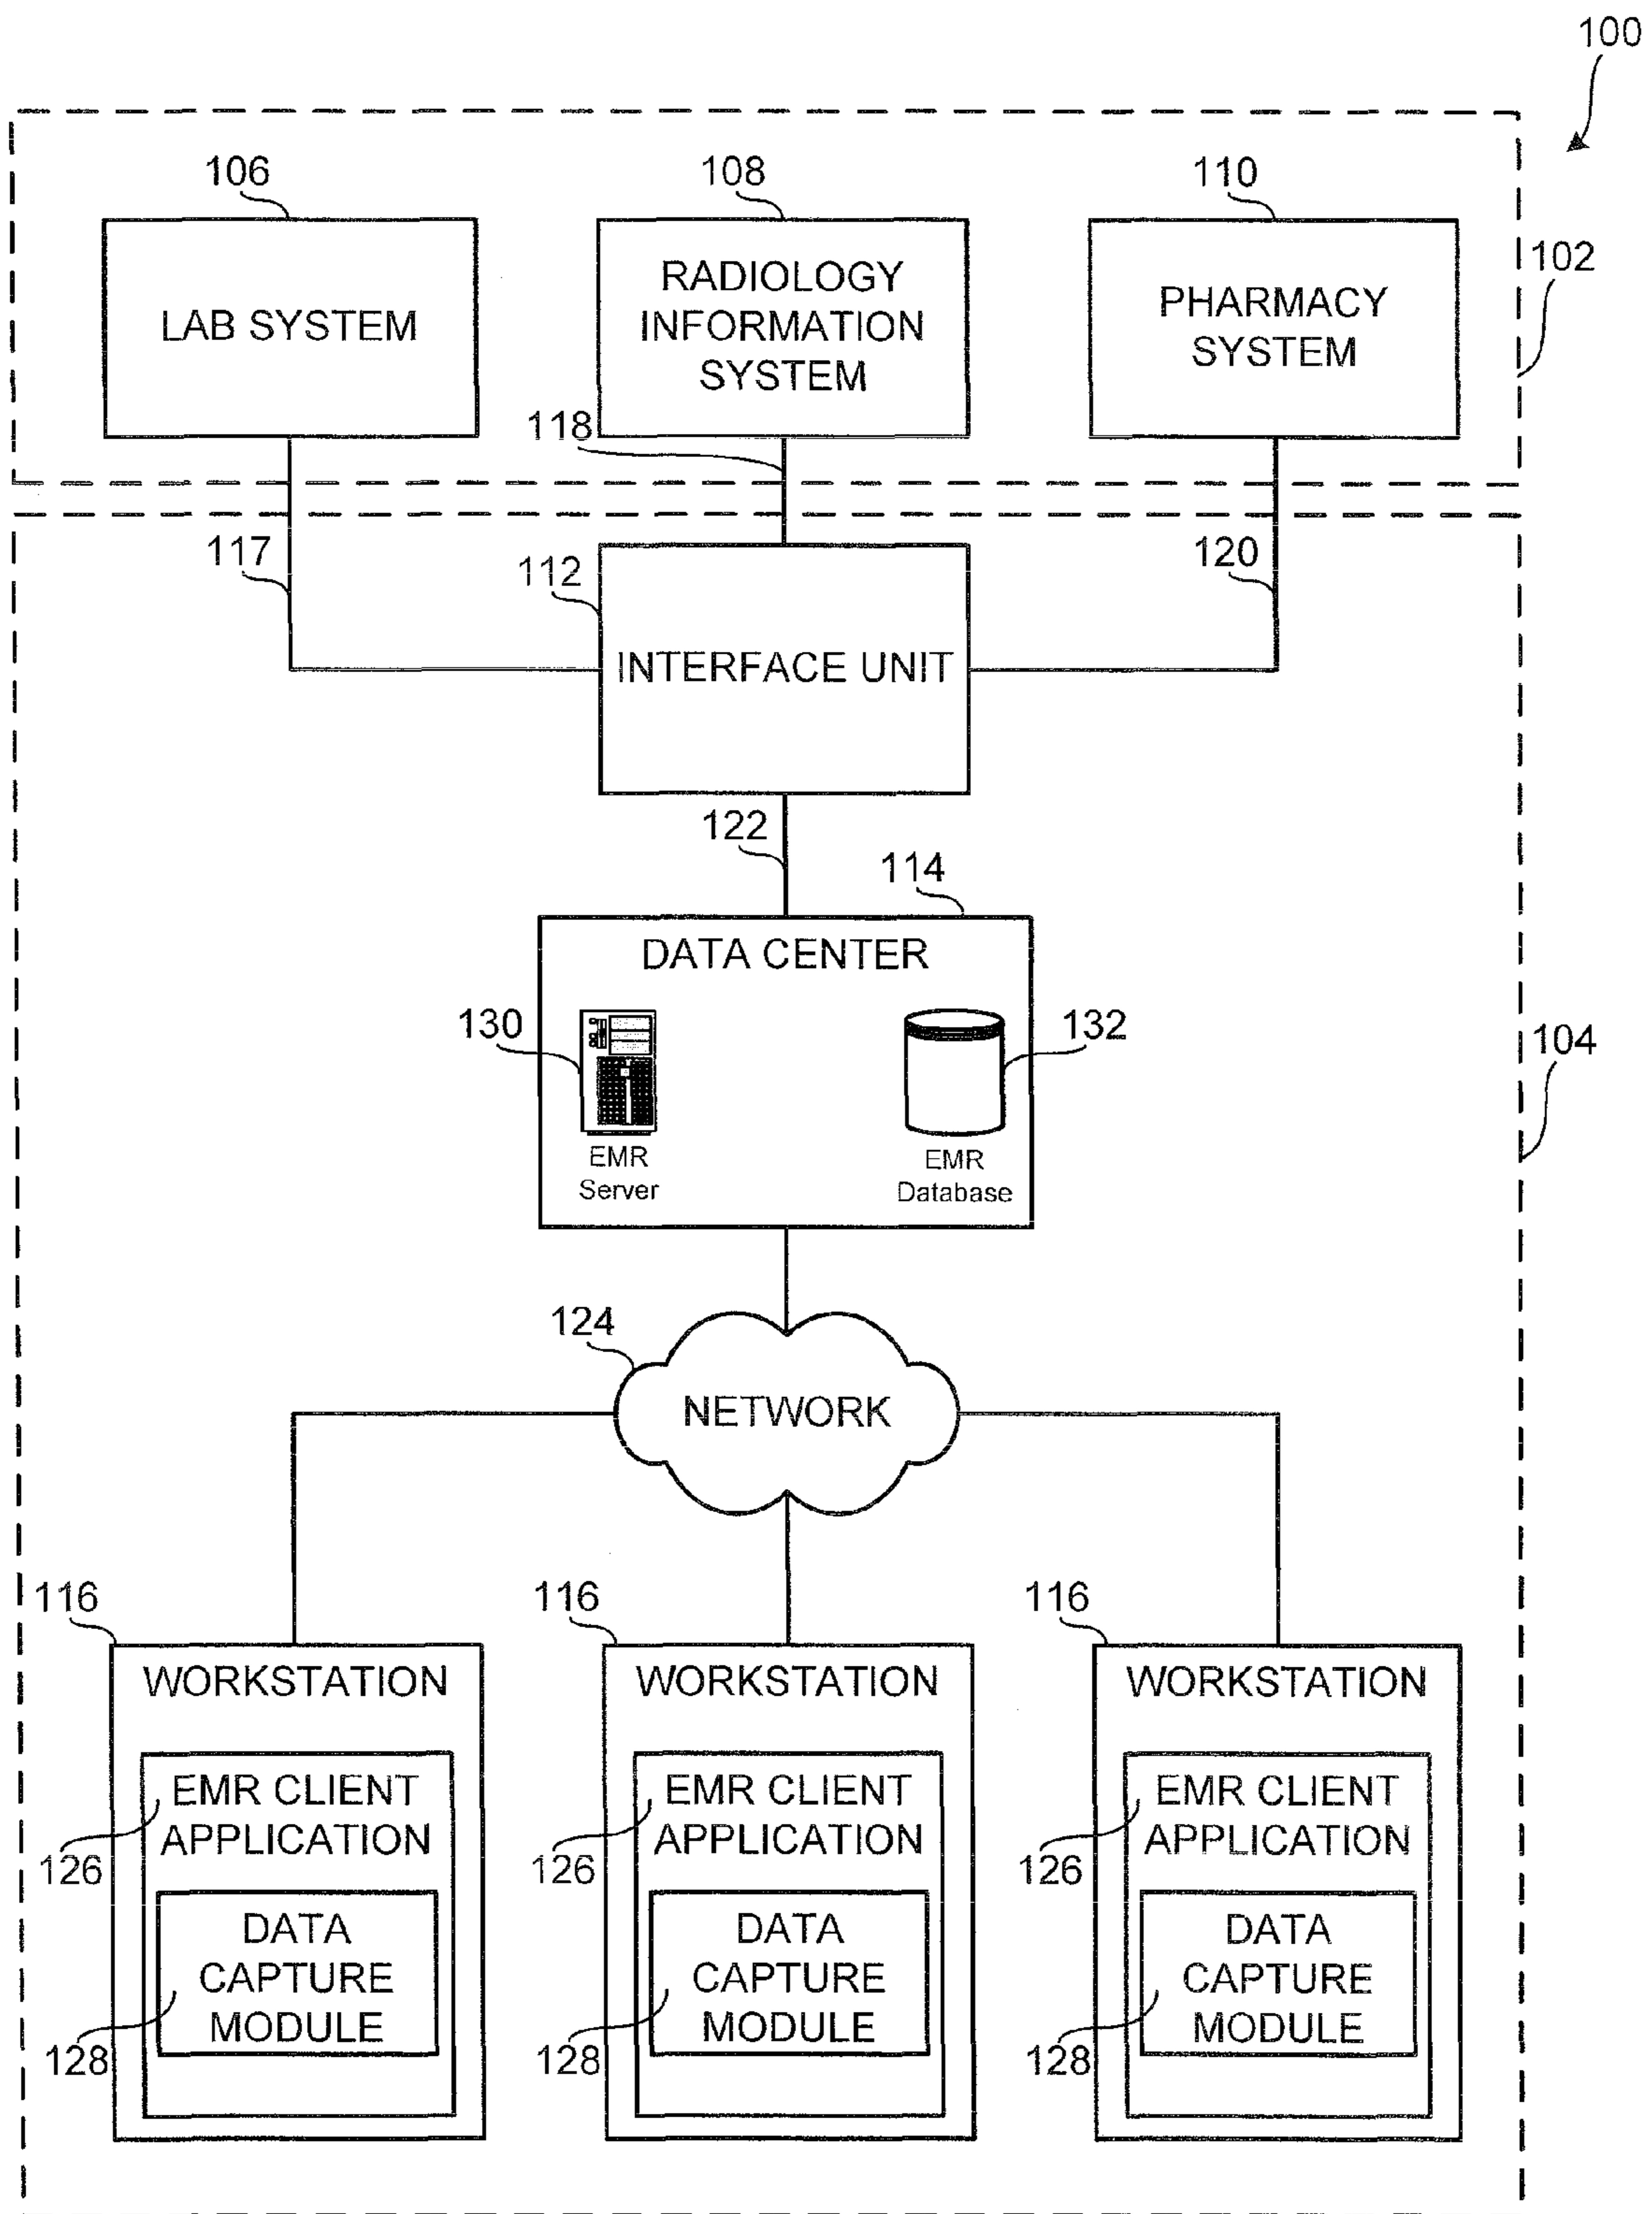 100
106
108
110
102
LAB SYSTEM
RADIOLOGY
INFORMATION
SYSTEM
PHARMACY
SYSTEM
118
117
112
120
INTERFACE UNIT
122
114
DATA CENTER
130
132
104
EMR
Server
EMR
Database
124
NETWORK
116
116
116
WORKSTATION
WORKSTATION
WORKSTATION
EMR CLIENT
APPLICATION
EMR CLIENT
APPLICATION
EMR CLIENT
APPLICATION
126
126
126
DATA
CAPTURE
MODULE
DATA
CAPTURE
MODULE
DATA
CAPTURE
MODULE
128
128
128